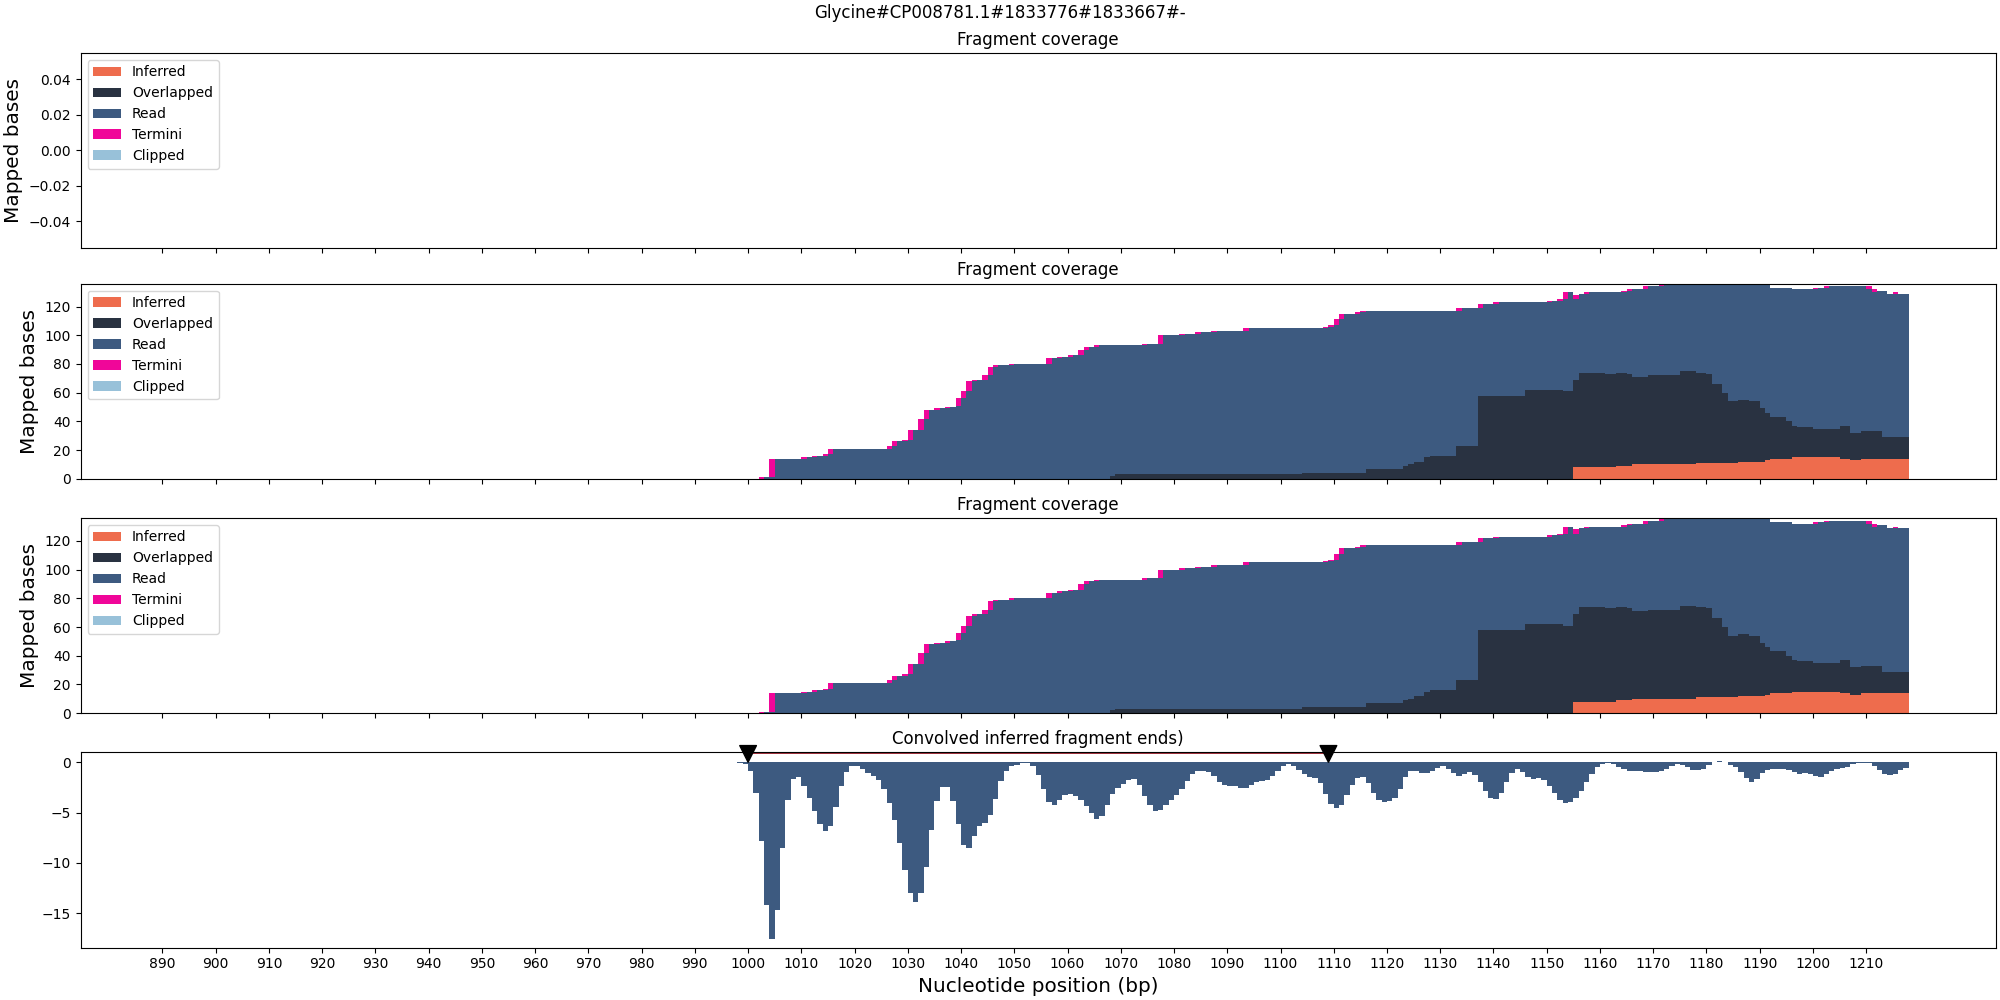 Glycine#CP008781.1#1833776#1833667#-
Fragment coverage
Mapped bases
0.04
0.02
0.00
−0.02
−0.04
Inferred
Overlapped
Read
Termini
Clipped
Fragment coverage
Mapped bases
120
100
80
60
40
20
0
Inferred
Overlapped
Read
Termini
Clipped
Fragment coverage
Mapped bases
120
100
80
60
40
20
0
Inferred
Overlapped
Read
Termini
Clipped
Convolved inferred fragment ends)
0
−5
−10
−15
890 900 910 920 930 940 950 960 970 980 990 1000 1010 1020 1030 1040 1050 1060 1070 1080 1090 1100 1110 1120 1130 1140 1150 1160 1170 1180 1190 1200 1210
Nucleotide position (bp)